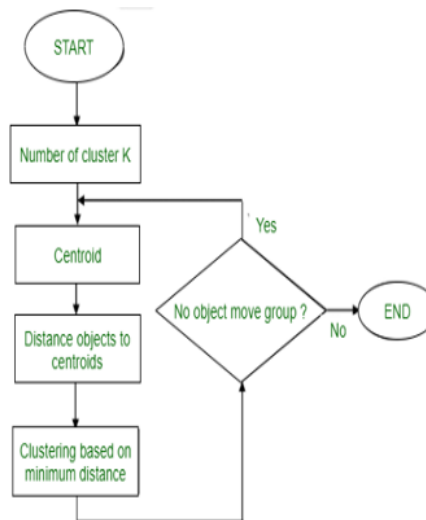 START
Number of cluster K
Centroid
Distance objects to
centroids
Clustering based on
minimum distance
Yes
No object move group ?
No
END